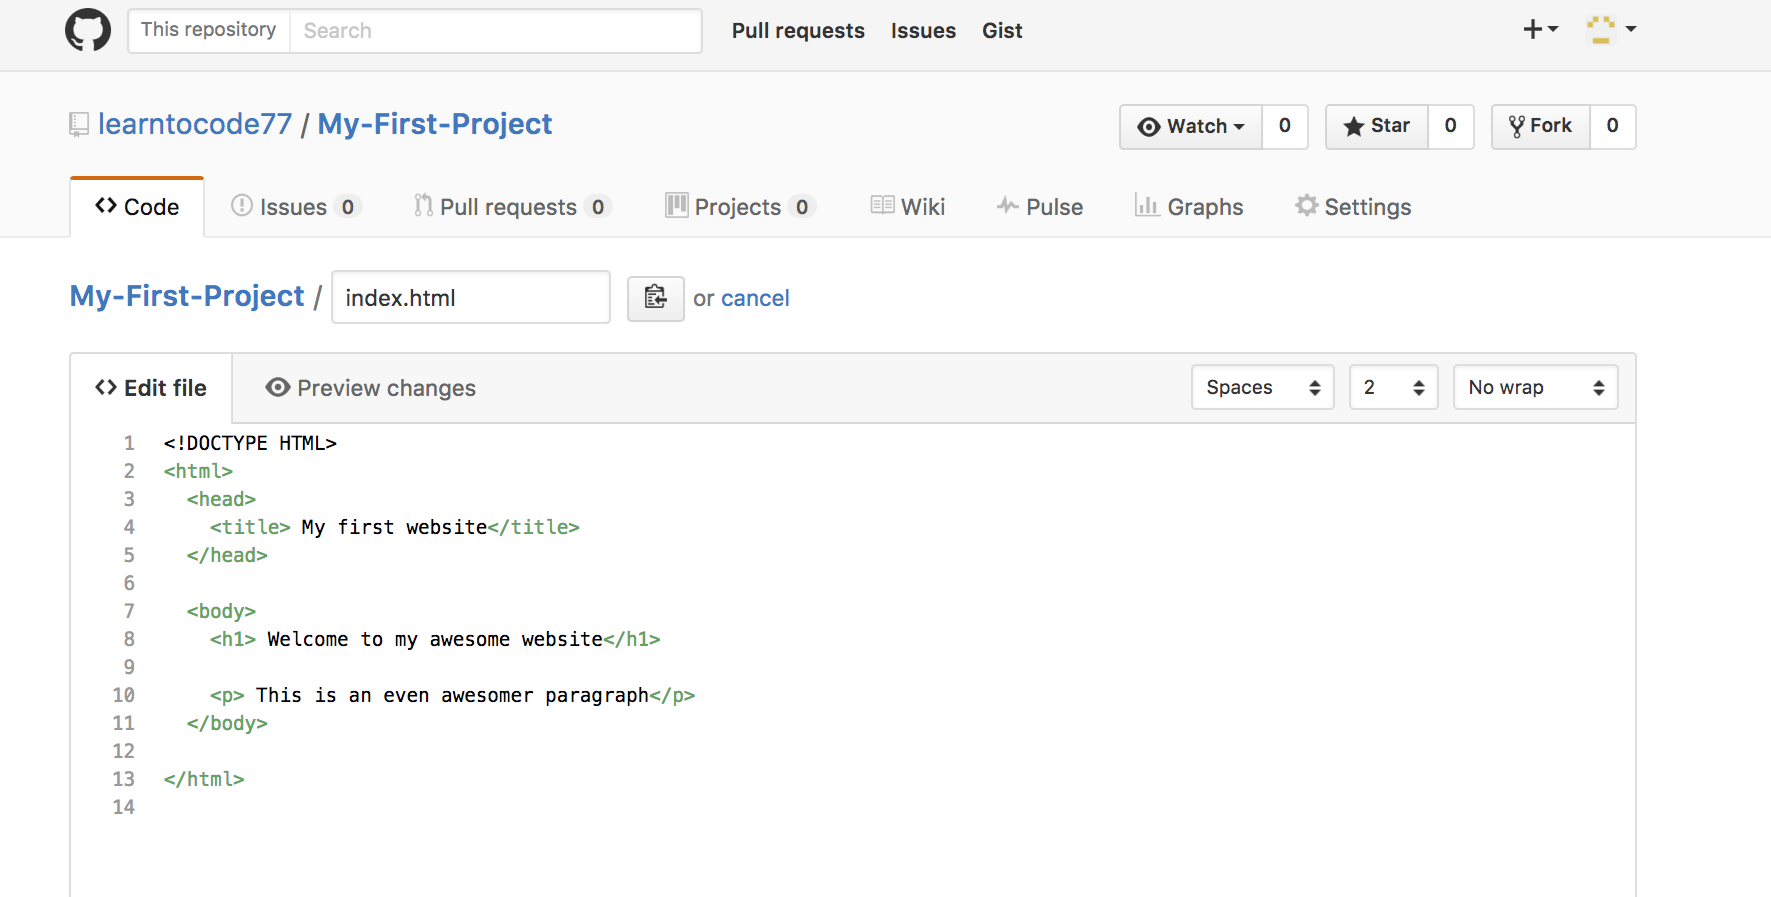 This repository Search Pull requests Issues Gist
learntocode77 / My-First-Project Watch 0 Star 0 Fork 0
Code Issues 0 Pull requests 0 Projects 0 Wiki Pulse Graphs Settings
My-First-Project / index.html or cancel
Edit file Preview changes Spaces 2 No wrap
1 <!DOCTYPE HTML>
2 <html>
3   <head>
4     <title> My first website</title>
5   </head>
6
7   <body>
8     <h1> Welcome to my awesome website</h1>
9
10     <p> This is an even awesomer paragraph</p>
11   </body>
12
13 </html>
14